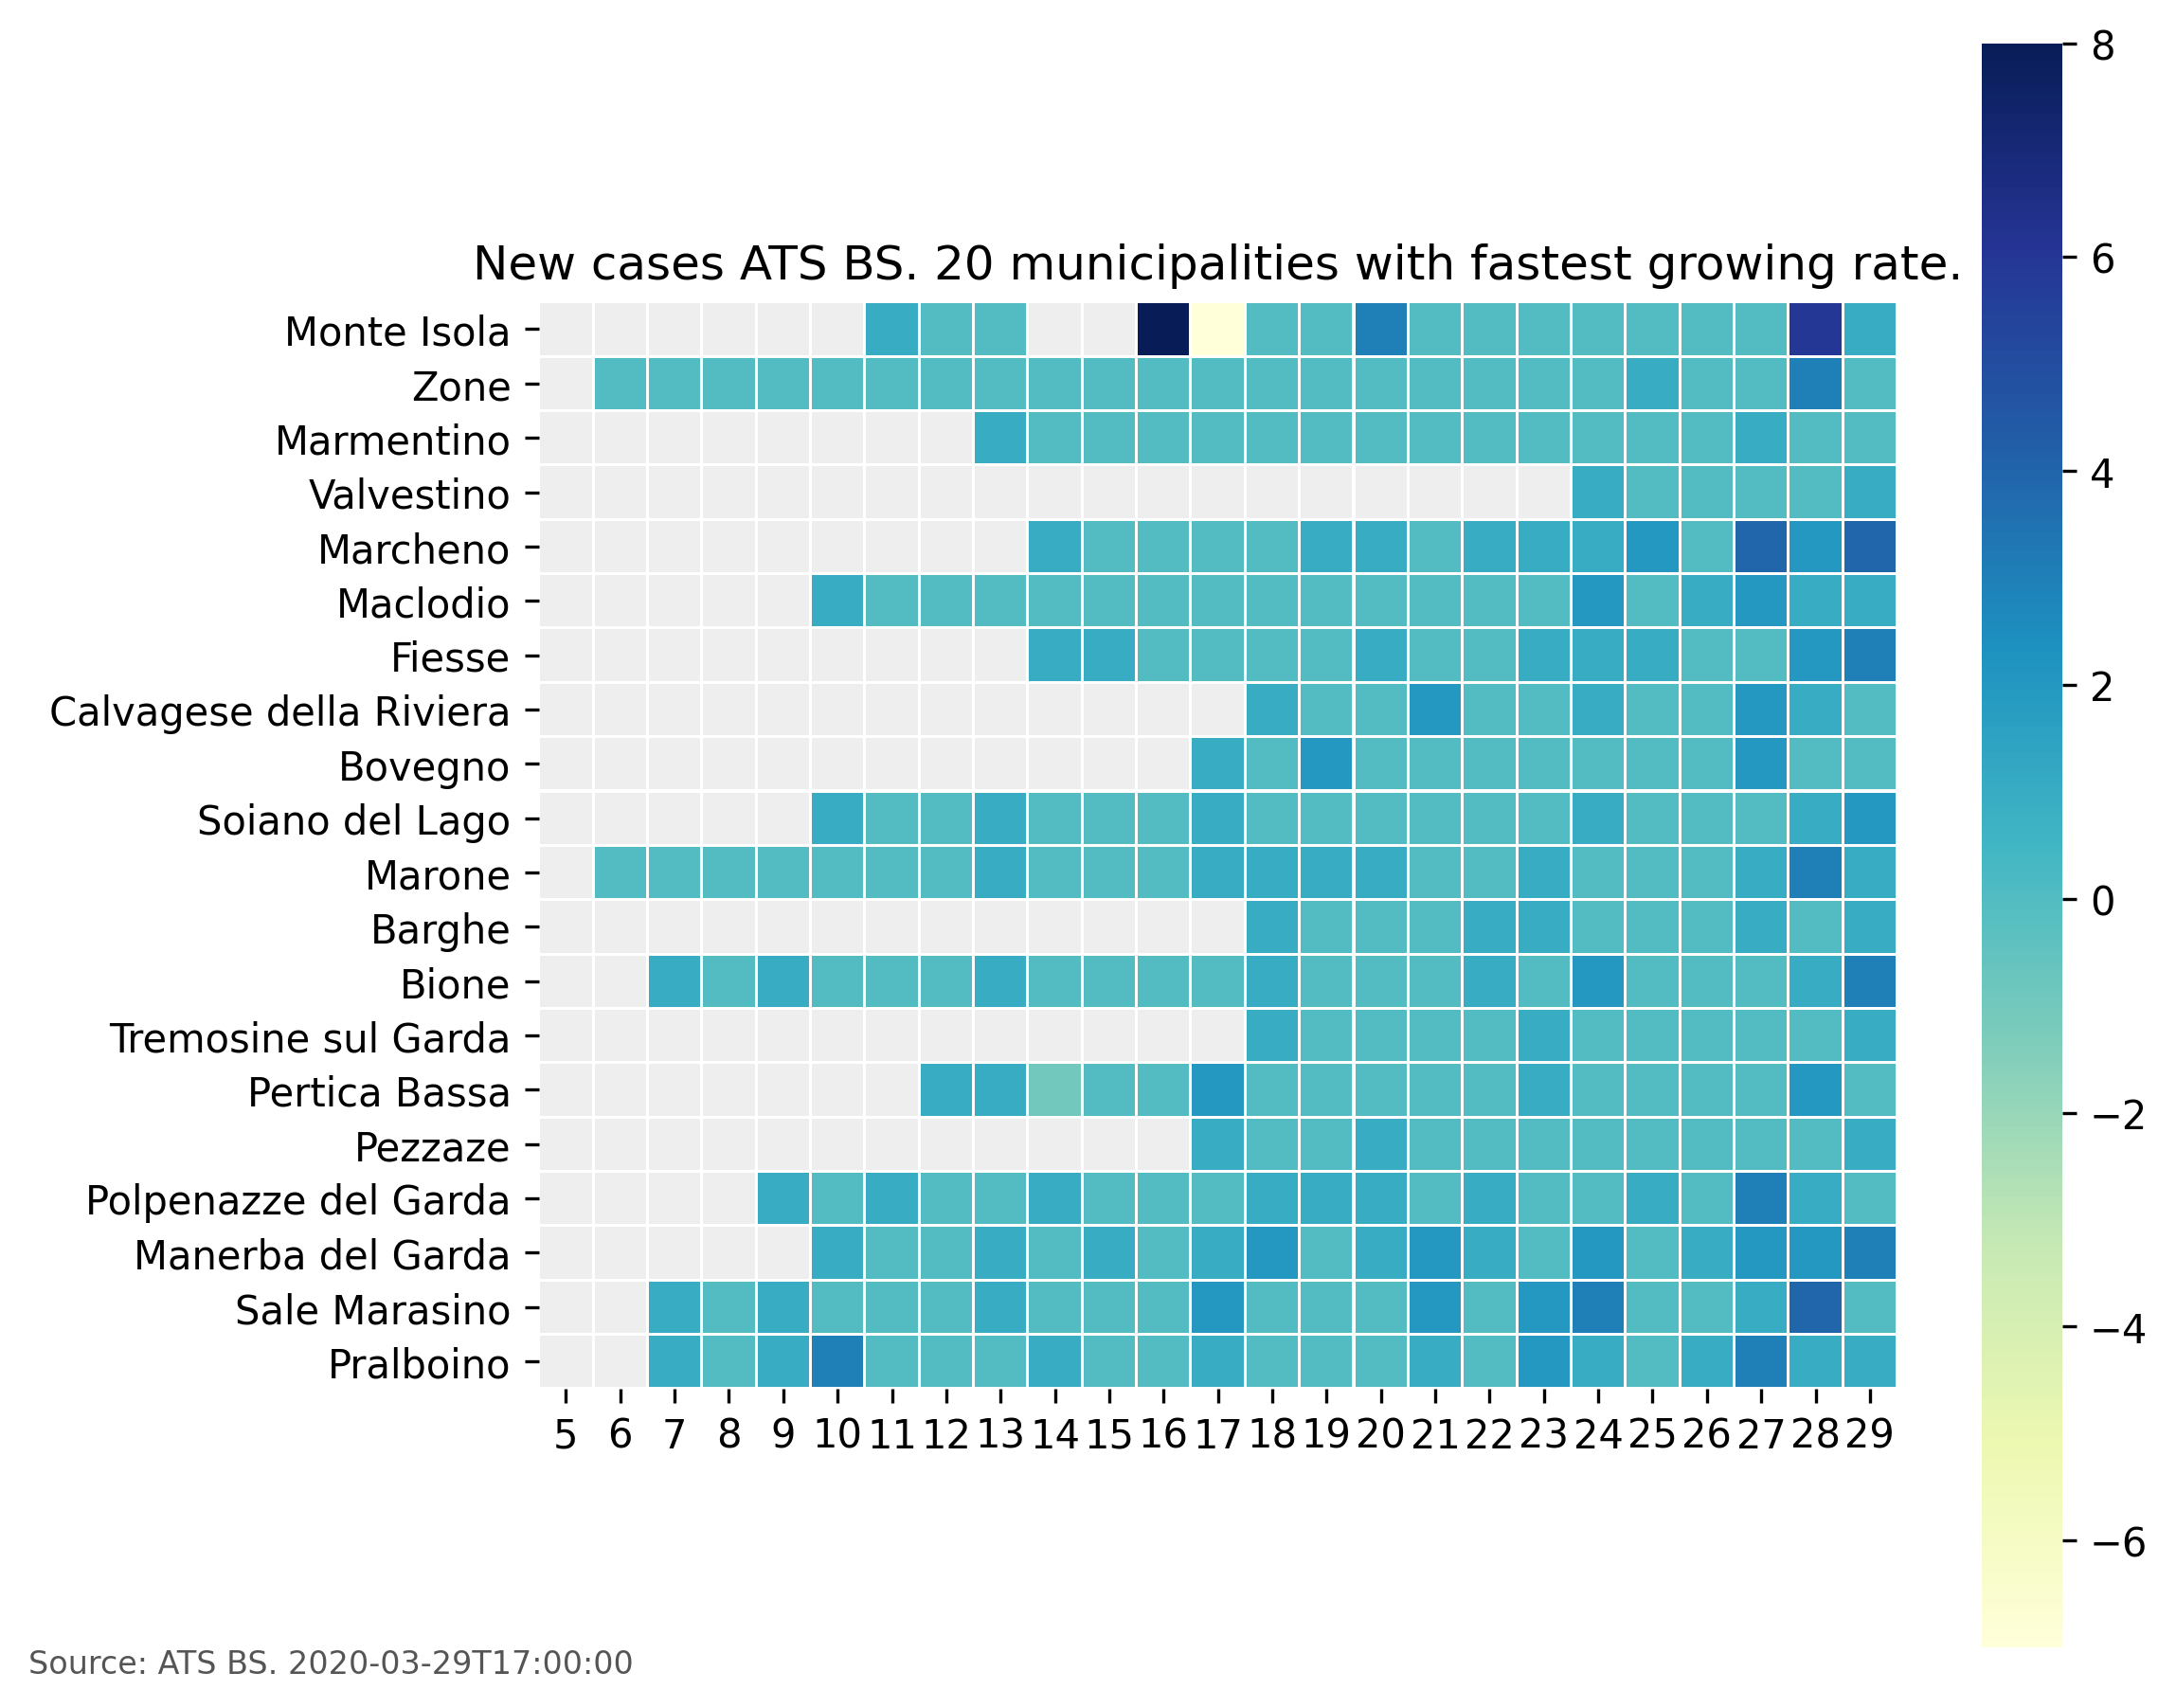 New cases ATS BS. 20 municipalities with fastest growing rate.
Monte Isola
Zone
Marmentino
Valvestino
Marcheno
Maclodio
Fiesse
Calvagese della Riviera
Bovegno
Soiano del Lago
Marone
Barghe
Bione
Tremosine sul Garda
Pertica Bassa
Pezzaze
Polpenazze del Garda
Manerba del Garda
Sale Marasino
Pralboino
5 6 7 8 9 10 11 12 13 14 15 16 17 18 19 20 21 22 23 24 25 26 27 28 29
8
6
4
2
0
−2
−4
−6
Source: ATS BS. 2020-03-29T17:00:00